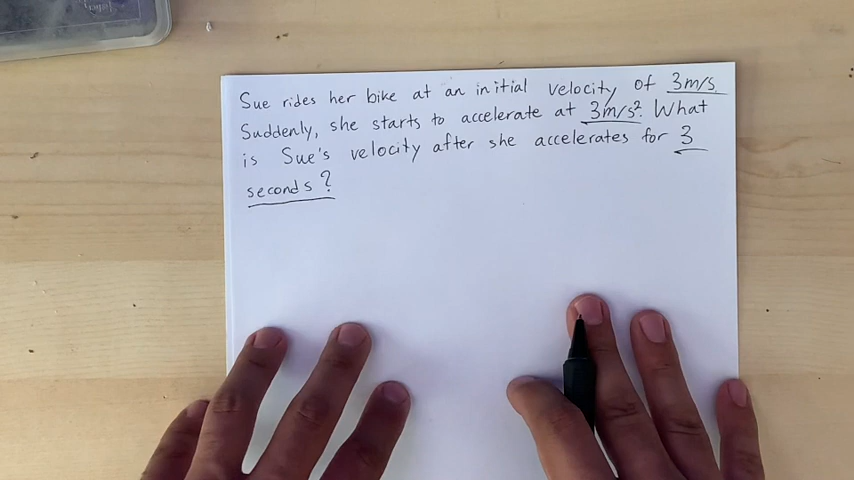 Sue rides her bike at an initial velocity of 3m/s.
Suddenly, she starts to accelerate at 3m/s². What
is Sue's velocity after she accelerates for 3
seconds?